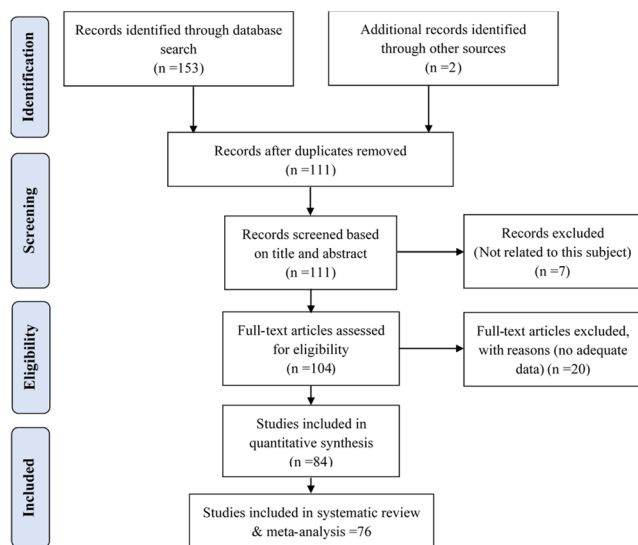 Identification
Records identified through database
search
(n =153)
Additional records identified
through other sources
(n =2)
Records after duplicates removed
(n =111)
Screening
Records screened based
on title and abstract
(n =111)
Records excluded
(Not related to this subject)
(n =7)
Eligibility
Full-text articles assessed
for eligibility
(n =104)
Full-text articles excluded,
with reasons (no adequate
data) (n =20)
Included
Studies included in
quantitative synthesis
(n =84)
Studies included in systematic review
& meta-analysis =76